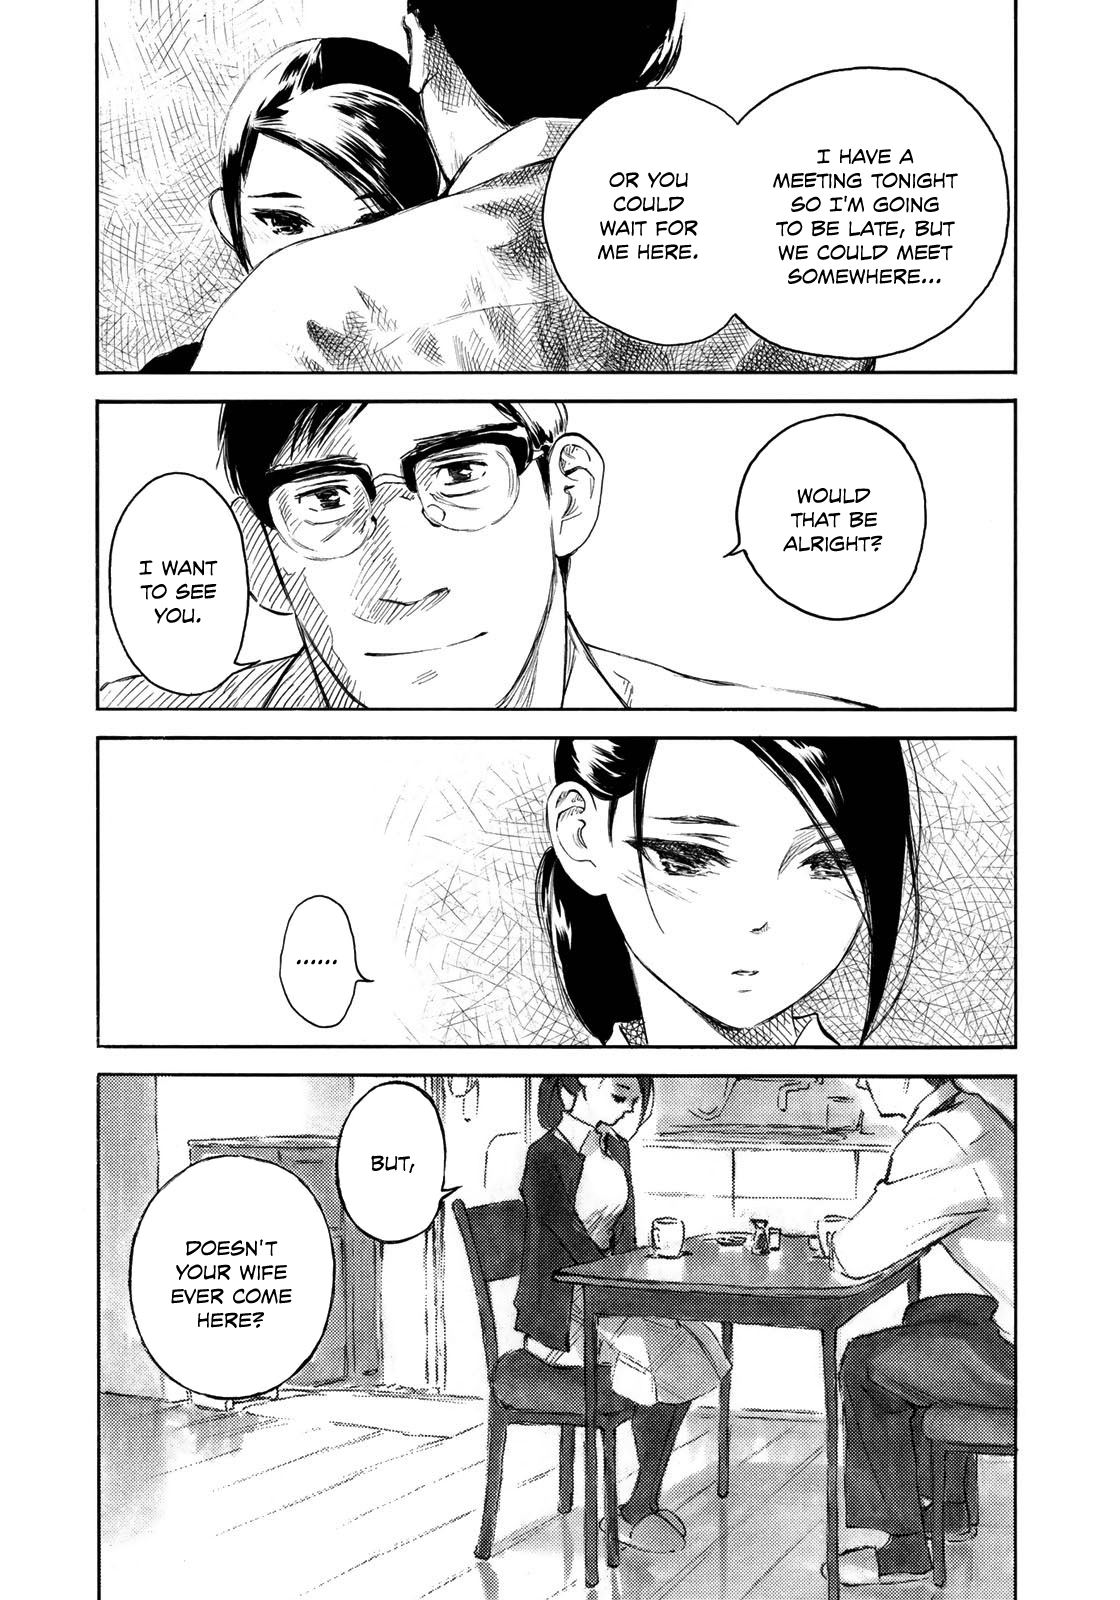 I HAVE A
MEETING TONIGHT
SO I'M GOING
TO BE LATE, BUT
WE COULD MEET
SOMEWHERE...
OR YOU
COULD
WAIT FOR
ME HERE.
WOULD
THAT BE
ALRIGHT?
I WANT
TO SEE
YOU.
......
BUT,
DOESN'T
YOUR WIFE
EVER COME
HERE?